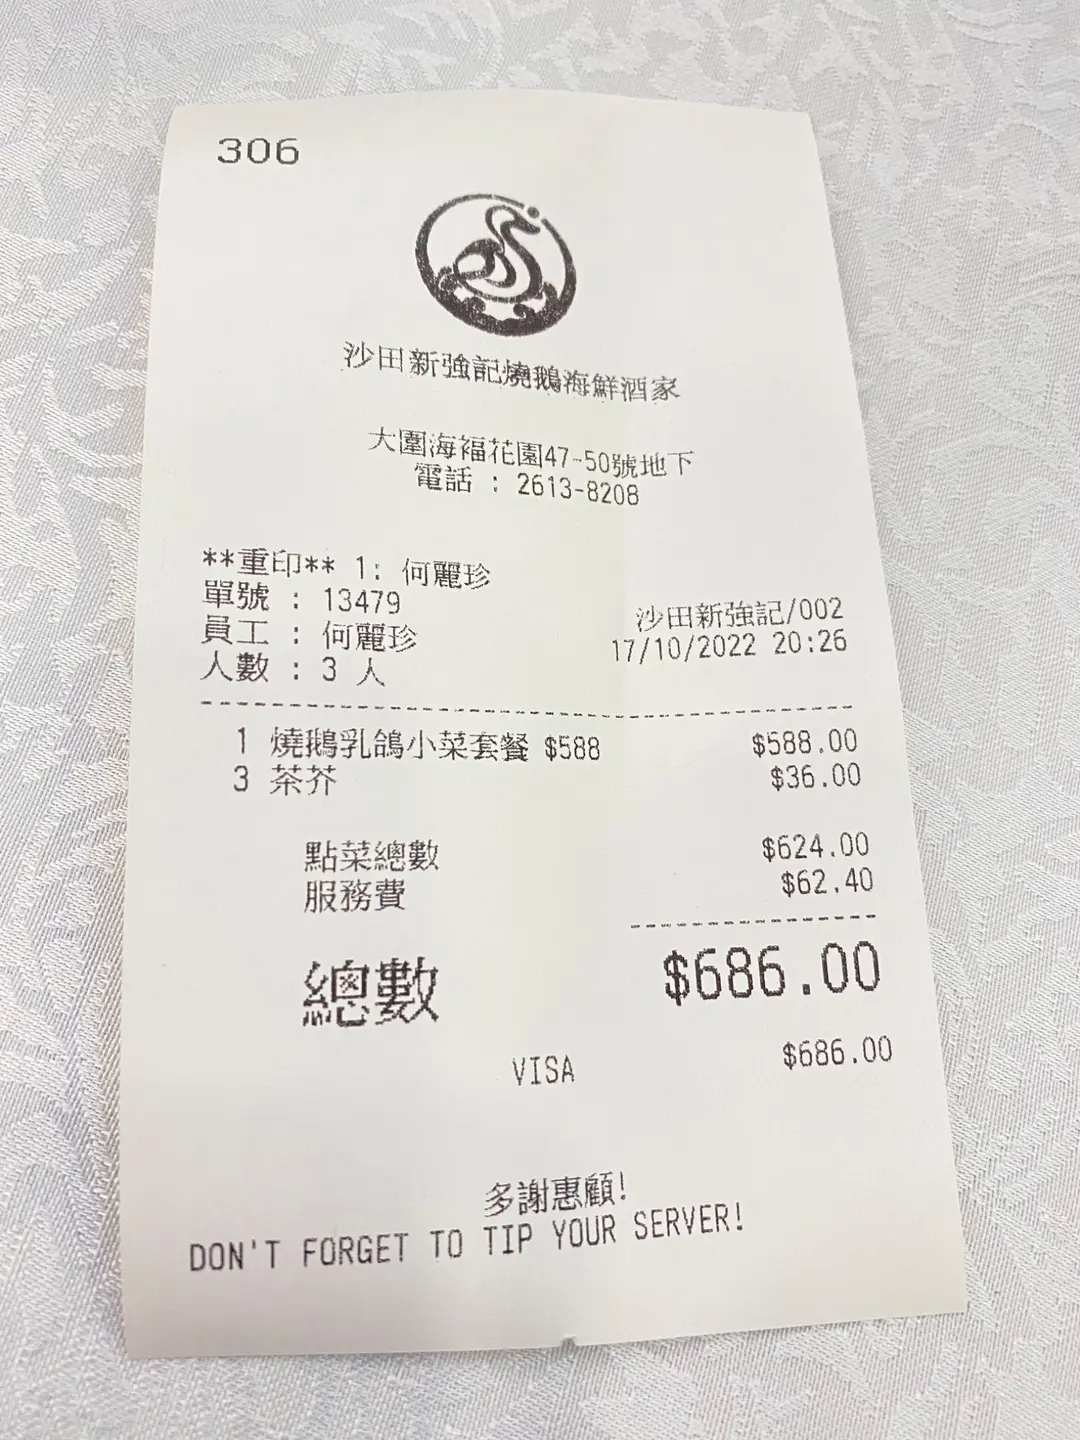 306
沙田新強記燒鵝海鮮酒家
大圍海福花園47-50號地下
電話 : 2613-8208
**重印** 1: 何麗珍
單號 : 13479
沙田新強記/002
員工 : 何麗珍
17/10/2022 20:26
人數 : 3 人
1 燒鵝乳鴿小菜套餐 $588 $588.00
3 茶芥 $36.00
點菜總數 $624.00
服務費 $62.40
總數 $686.00
VISA $686.00
多謝惠顧!
DON'T FORGET TO TIP YOUR SERVER!